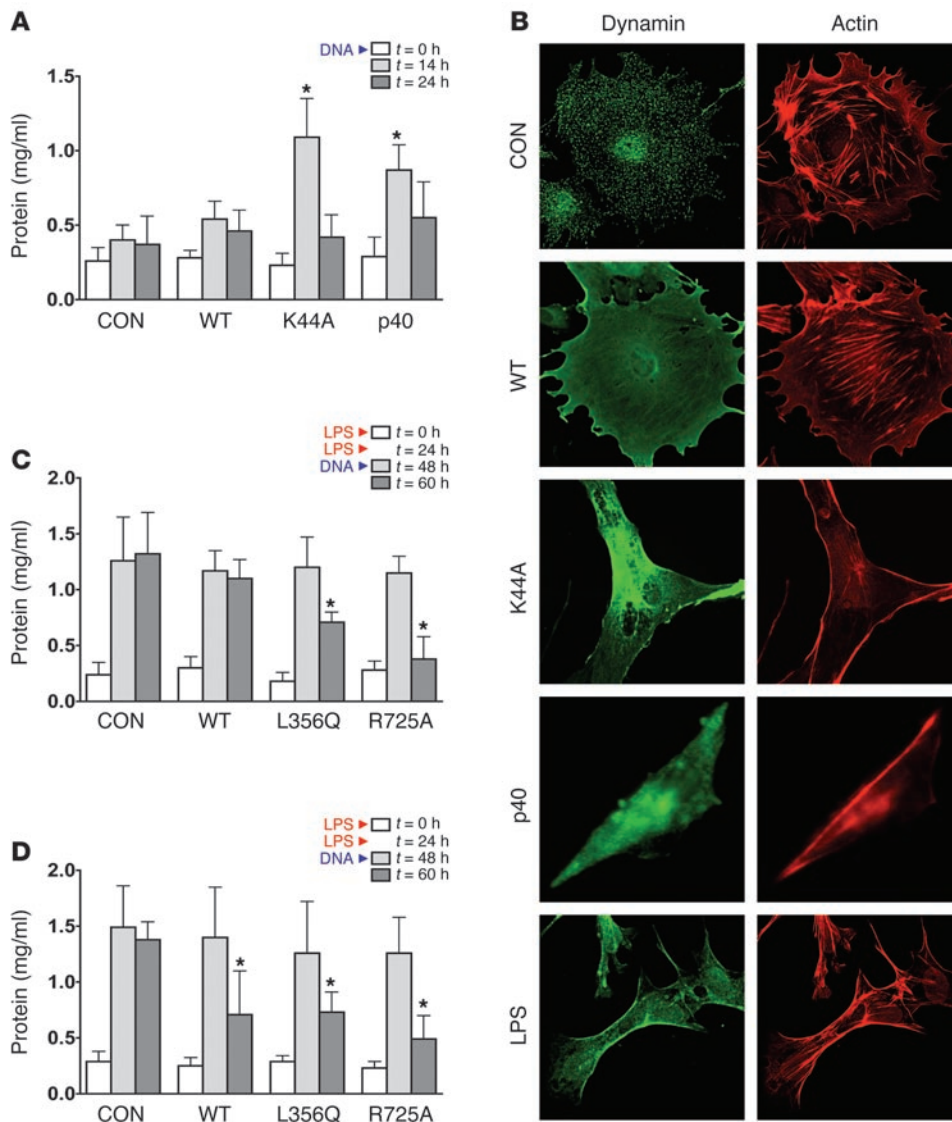 A
DNA ▶ t = 0 h
t = 14 h
t = 24 h
Protein (mg/ml)
1.5
1.0
0.5
0.0
*
*
CON WT K44A p40
B
Dynamin Actin
CON
WT
K44A
p40
LPS
C
LPS ▶ t = 0 h
LPS ▶ t = 24 h
DNA ▶ t = 48 h
t = 60 h
Protein (mg/ml)
2.0
1.5
1.0
0.5
0.0
*
*
CON WT L356Q R725A
D
LPS ▶ t = 0 h
LPS ▶ t = 24 h
DNA ▶ t = 48 h
t = 60 h
Protein (mg/ml)
2.0
1.5
1.0
0.5
0.0
*
*
*
CON WT L356Q R725A